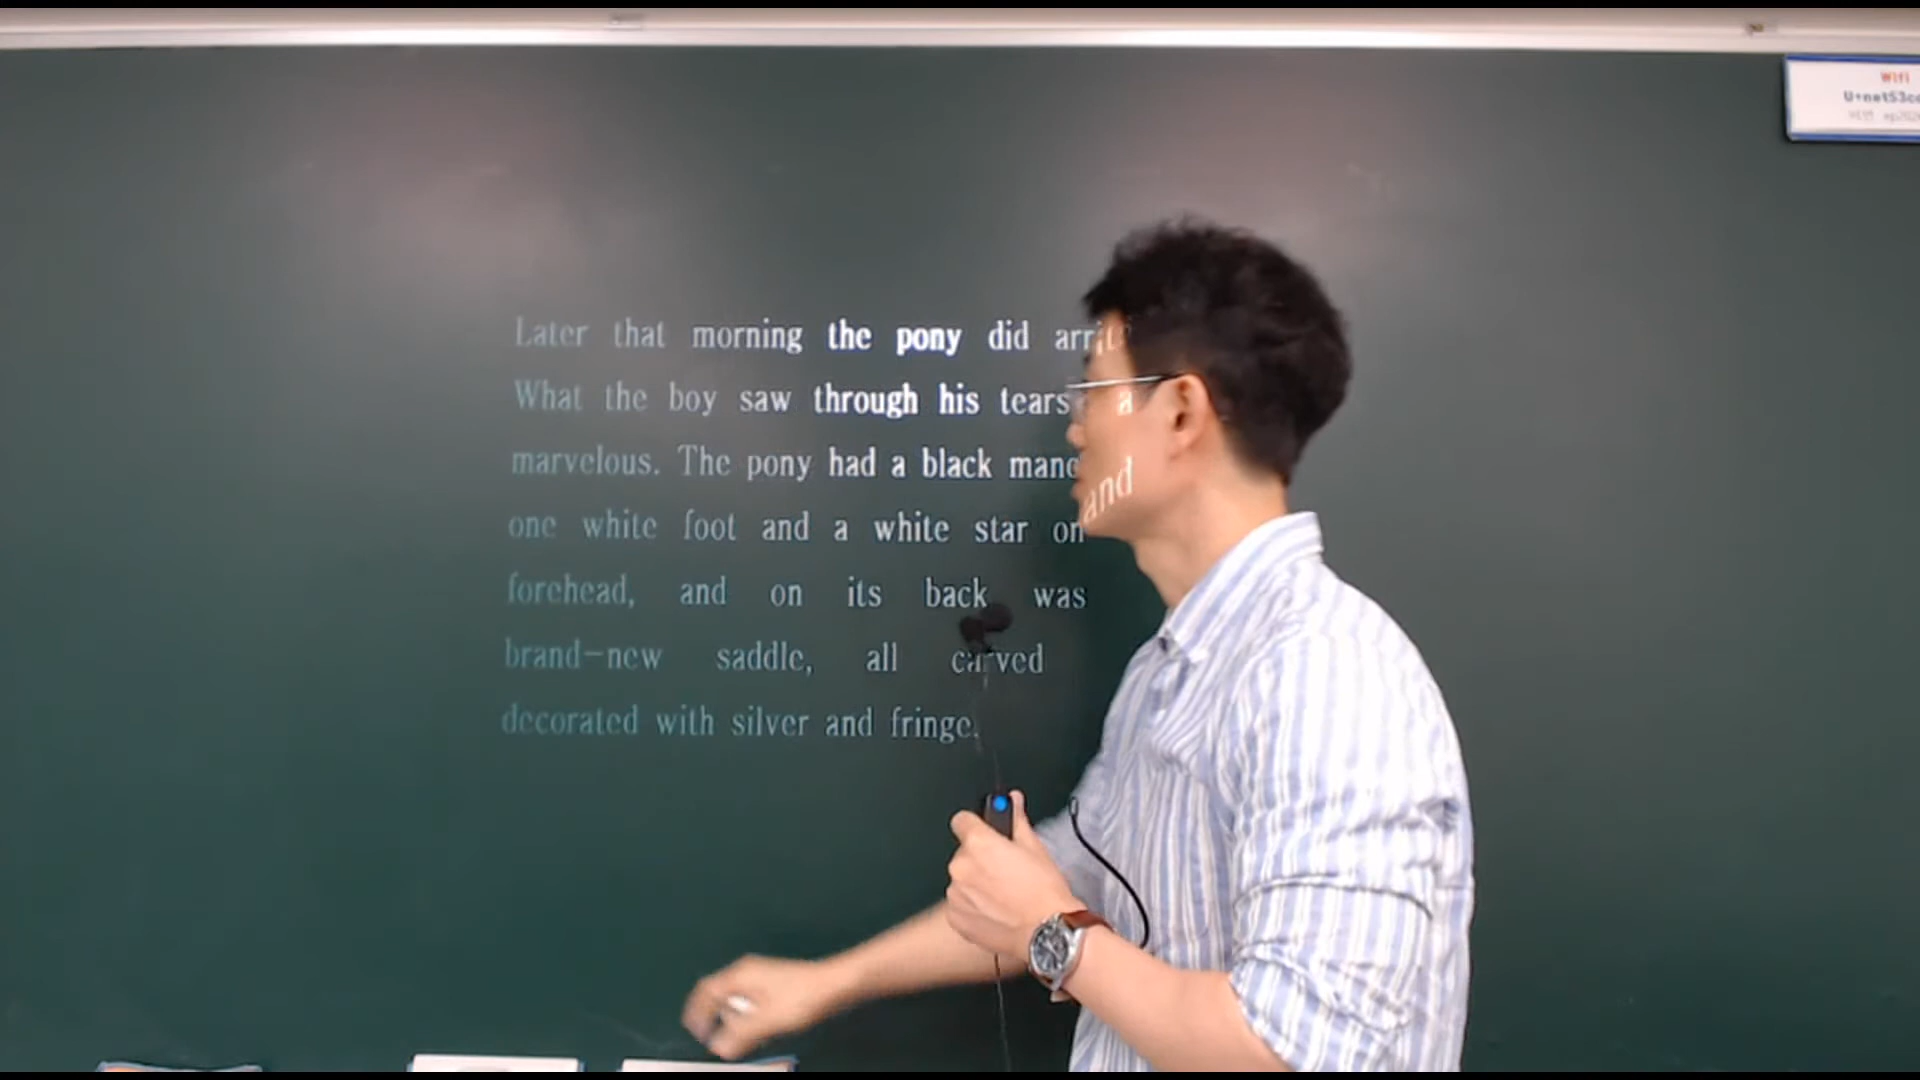 Later that morning the pony did
What the boy saw through his tears a
marvelous. The pony had a black and
one white foot and a white star on
forehead, and on its back was
brand-new saddle, all carved
decorated with silver and fringe.
Wifi